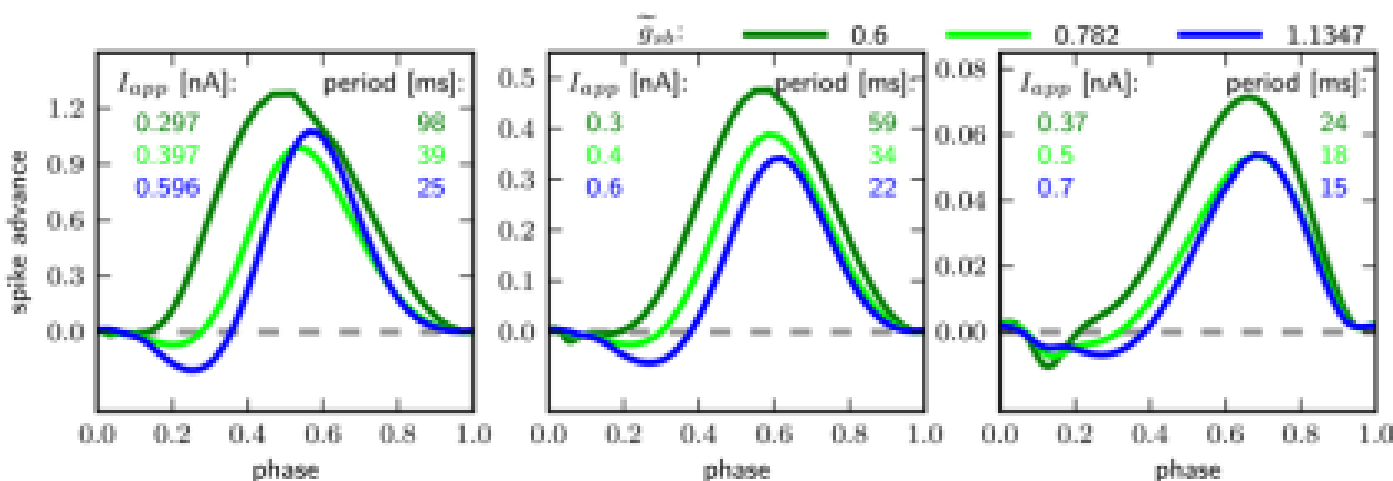 g̃sh: 0.6 0.782 1.1347
Iapp [nA]: period [ms]:
0.297 98
0.397 39
0.596 25
1.2
0.9
0.6
0.3
0.0
spike advance
0.0 0.2 0.4 0.6 0.8 1.0
phase
Iapp [nA]: period [ms]:
0.3 59
0.4 34
0.6 22
0.5
0.4
0.3
0.2
0.1
0.0
0.0 0.2 0.4 0.6 0.8 1.0
phase
Iapp [nA]: period [ms]:
0.37 24
0.5 18
0.7 15
0.08
0.06
0.04
0.02
0.00
0.0 0.2 0.4 0.6 0.8 1.0
phase